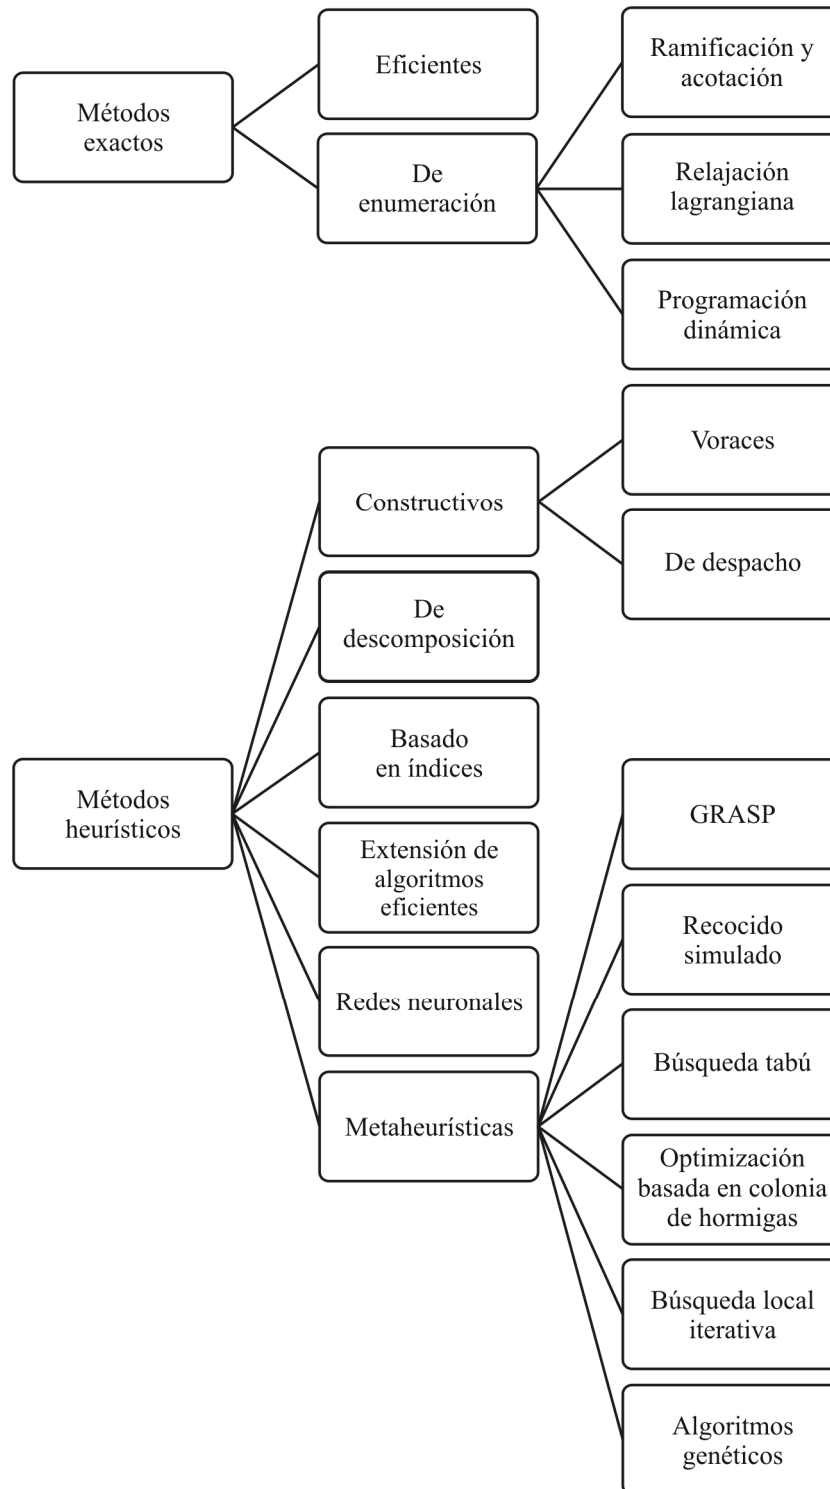 Métodos
exactos
Eficientes
De
enumeración
Ramificación y
acotación
Relajación
lagrangiana
Programación
dinámica
Métodos
heurísticos
Constructivos
Voraces
De despacho
De
descomposición
Basado
en índices
Extensión de
algoritmos
eficientes
Redes neuronales
Metaheurísticas
GRASP
Recocido
simulado
Búsqueda tabú
Optimización
basada en colonia
de hormigas
Búsqueda local
iterativa
Algoritmos
genéticos